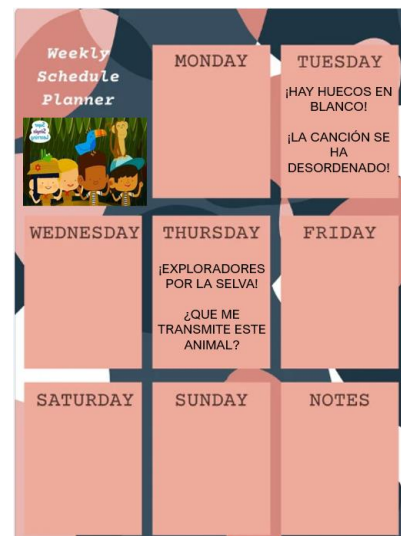 Weekly
Schedule
Planner
MONDAY
TUESDAY
¡HAY HUECOS EN
BLANCO!
¡LA CANCIÓN SE
HA
DESORDENADO!
WEDNESDAY
THURSDAY
¡EXPLORADORES
POR LA SELVA!
¿QUE ME
TRANSMITE ESTE
ANIMAL?
FRIDAY
SATURDAY
SUNDAY
NOTES